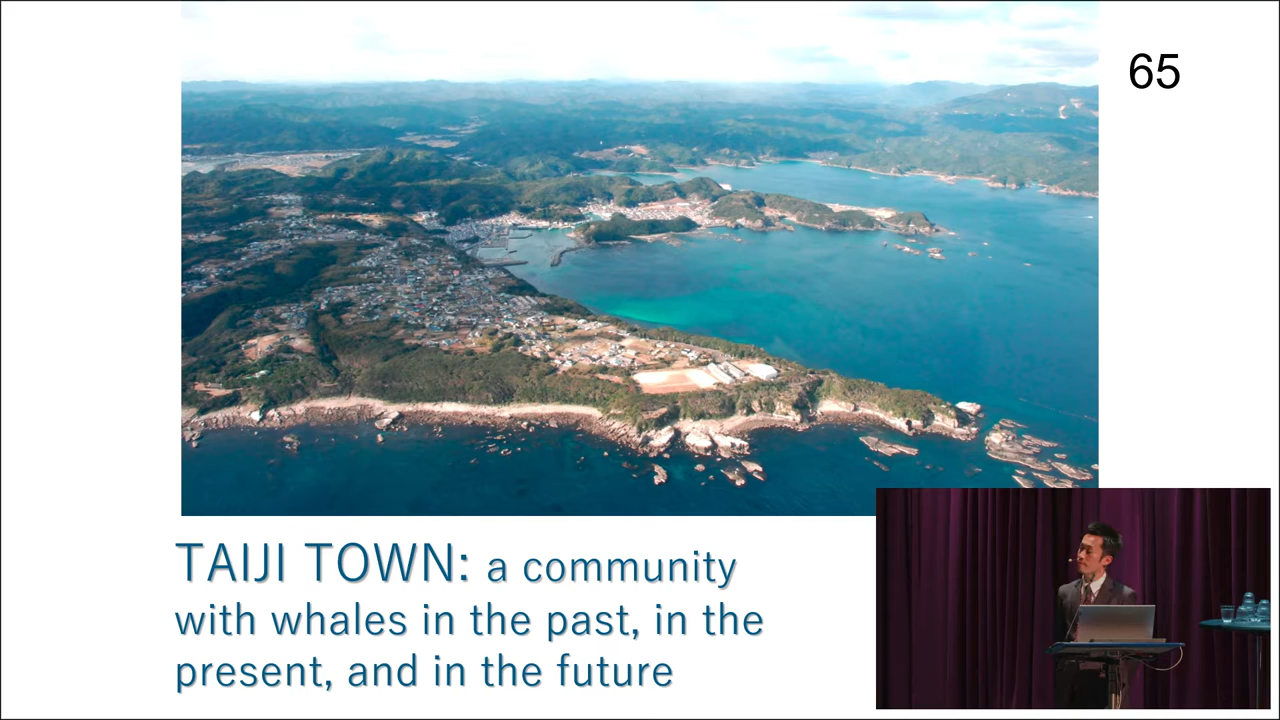 65
TAIJI TOWN: a community
with whales in the past, in the
present, and in the future